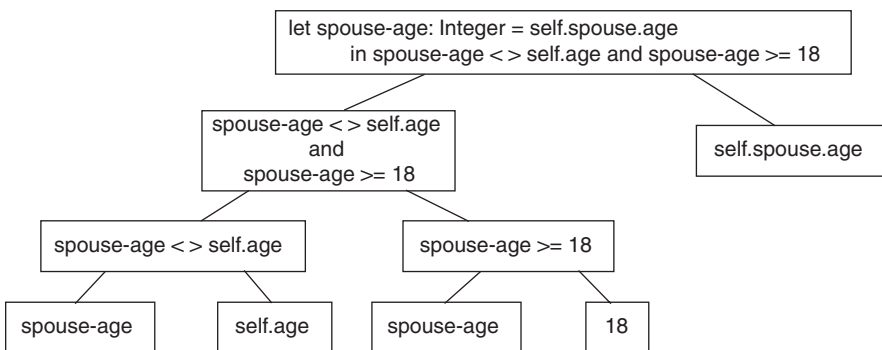 let spouse-age: Integer = self.spouse.age
in spouse-age < > self.age and spouse-age >= 18
spouse-age < > self.age
and
spouse-age >= 18
self.spouse.age
spouse-age < > self.age
spouse-age >= 18
spouse-age
self.age
spouse-age
18